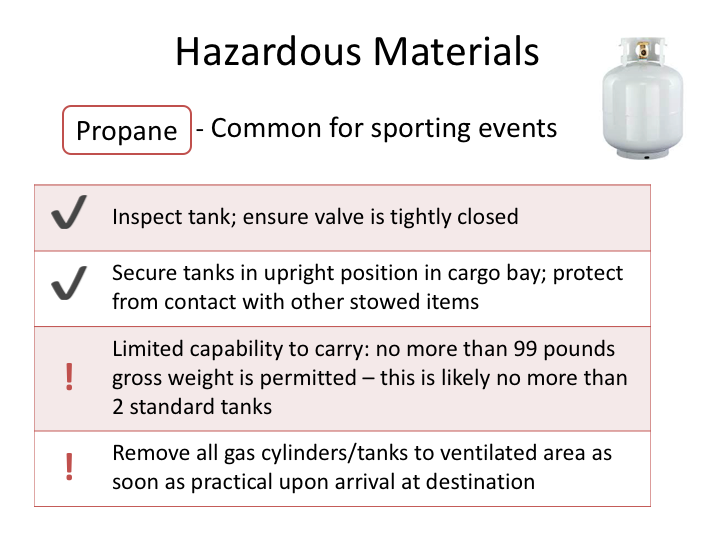 Hazardous Materials
Propane - Common for sporting events
Inspect tank; ensure valve is tightly closed
Secure tanks in upright position in cargo bay; protect
from contact with other stowed items
! Limited capability to carry: no more than 99 pounds
gross weight is permitted – this is likely no more than
2 standard tanks
! Remove all gas cylinders/tanks to ventilated area as
soon as practical upon arrival at destination